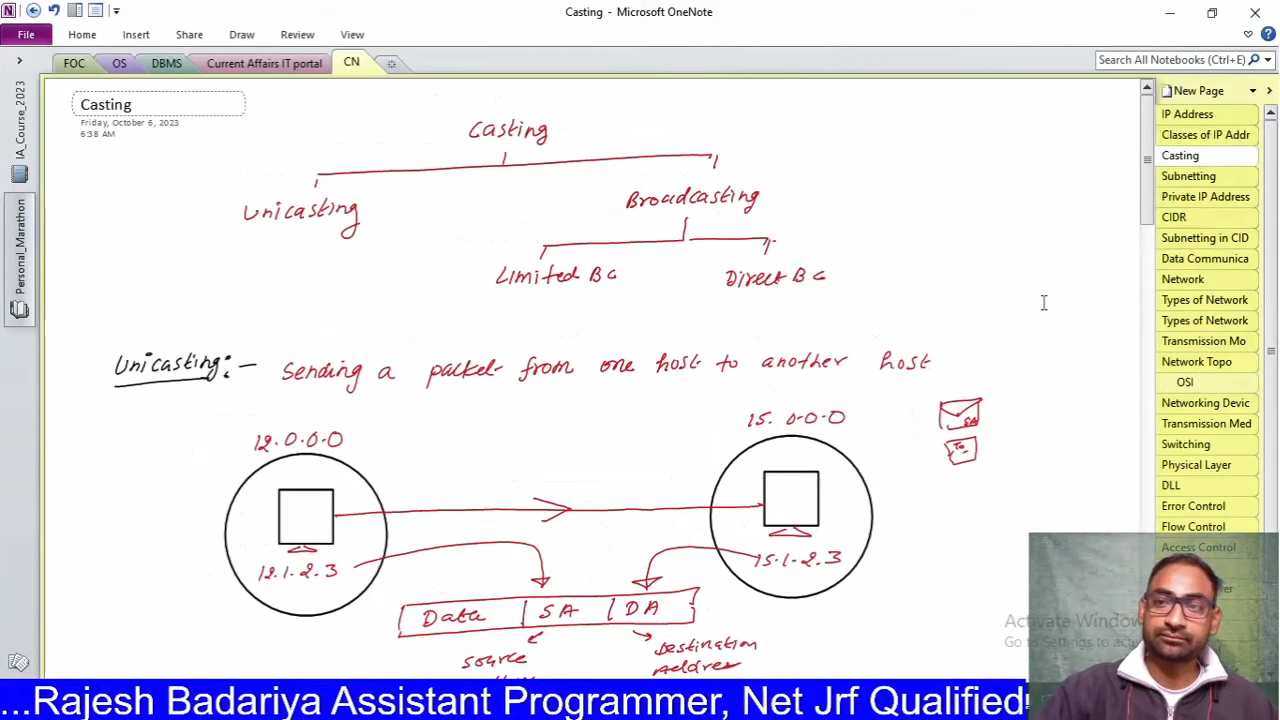 Casting - Microsoft OneNote
File Home Insert Share Draw Review View
FOC OS DBMS Current Affairs IT portal CN
Search All Notebooks (Ctrl+E)
IA_Course_2023
Personal_Marathon
Casting
Friday, October 6, 2023
6:38 AM
Casting
Unicasting
Broadcasting
Limited BC
Direct BC
Unicasting:- Sending a packet from one host to another host
12.0.0.0
15.0.0.0
SA
To
12.1.2.3
15.1.2.3
Data SA DA
source
Destination
Address
New Page
IP Address
Classes of IP Addr
Casting
Subnetting
Private IP Address
CIDR
Subnetting in CID
Data Communica
Network
Types of Network
Types of Network
Transmission Mo
Network Topo
OSI
Networking Devic
Transmission Med
Switching
Physical Layer
DLL
Error Control
Flow Control
Access Control
Activate Window
Go to Settings to activ
...Rajesh Badariya Assistant Programmer, Net Jrf Qualified